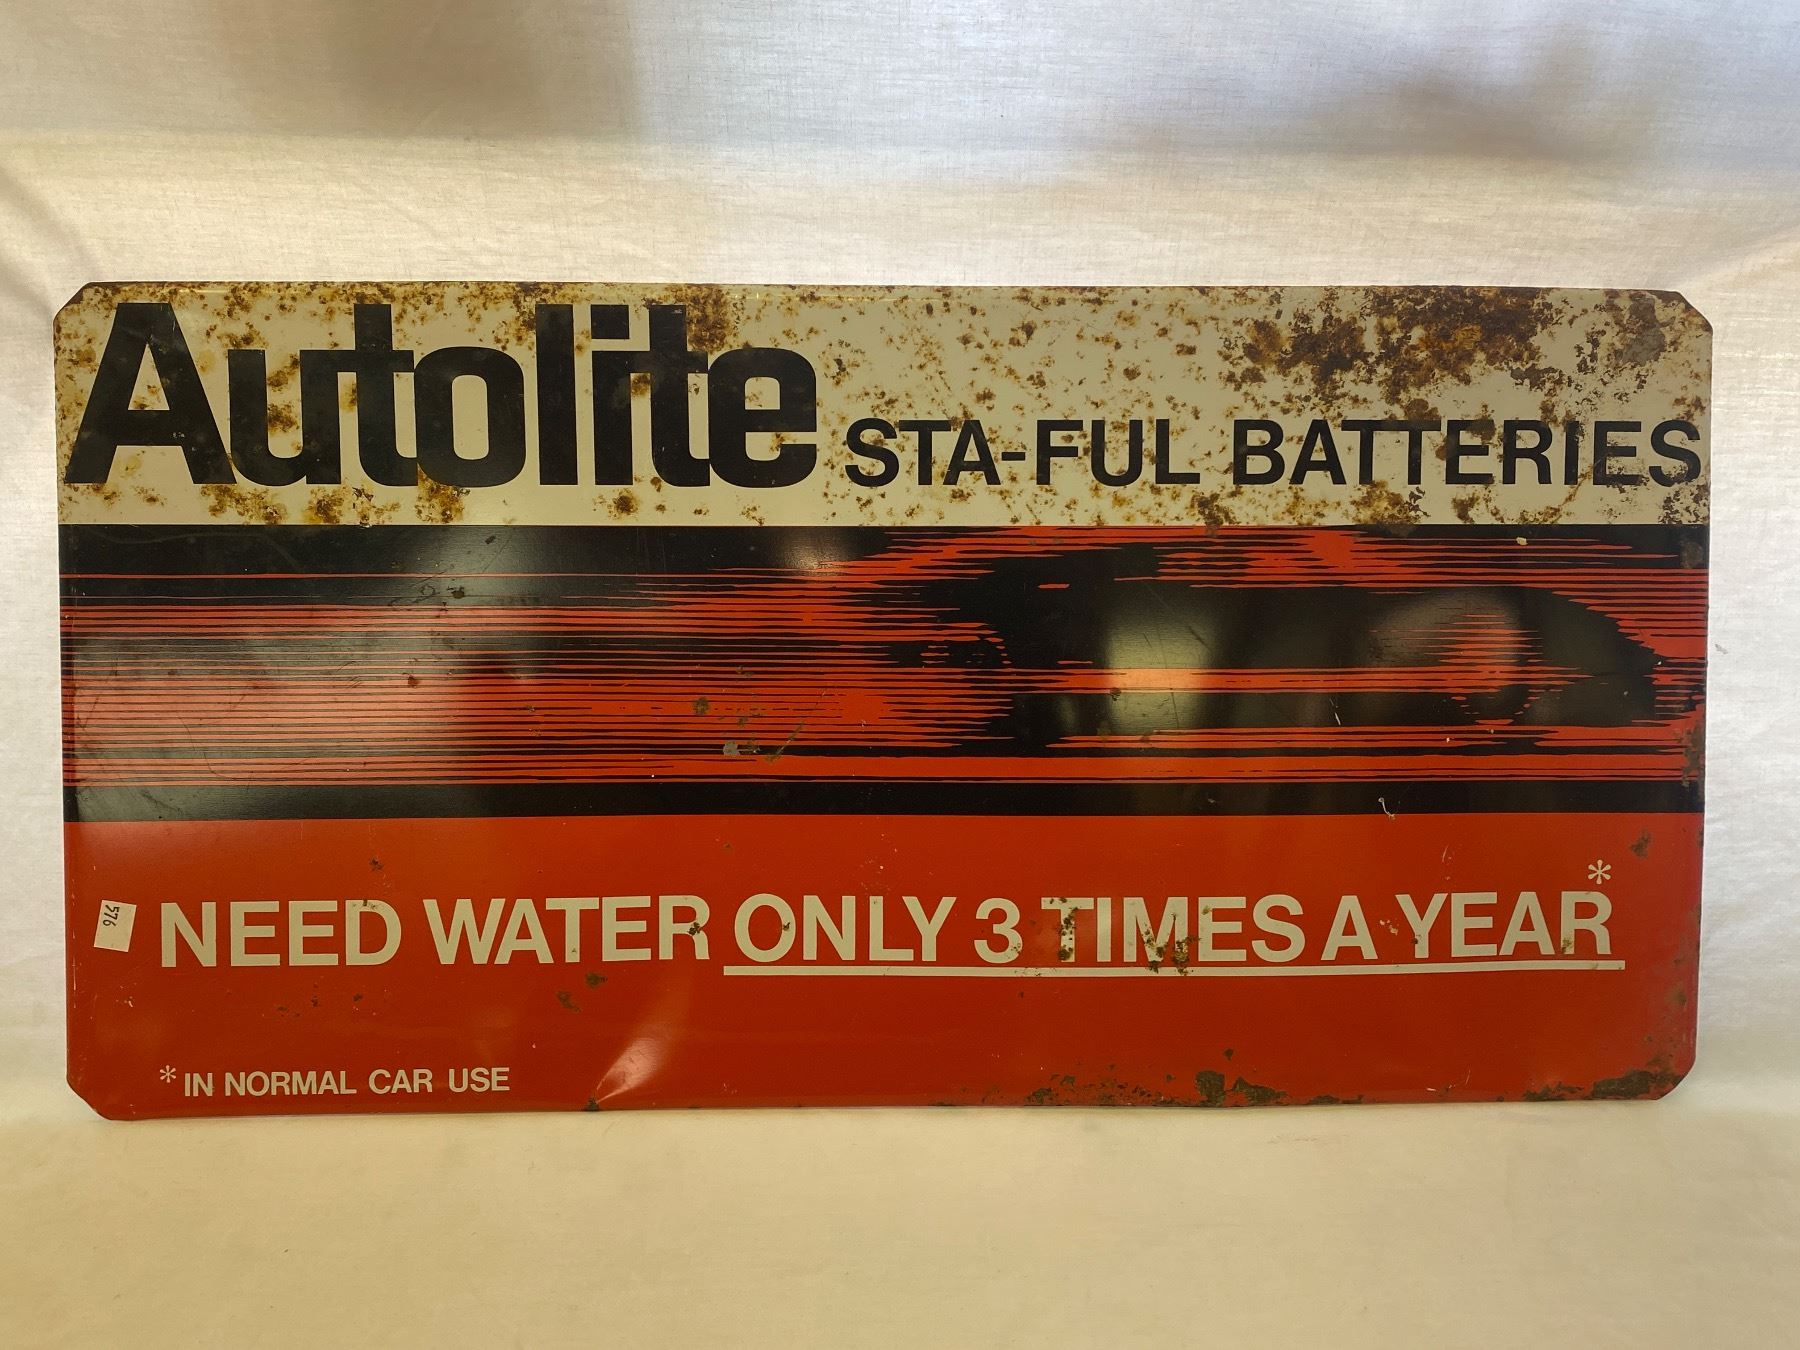 Autolite STA-FUL BATTERIES
NEED WATER ONLY 3 TIMES A YEAR*
576
*IN NORMAL CAR USE